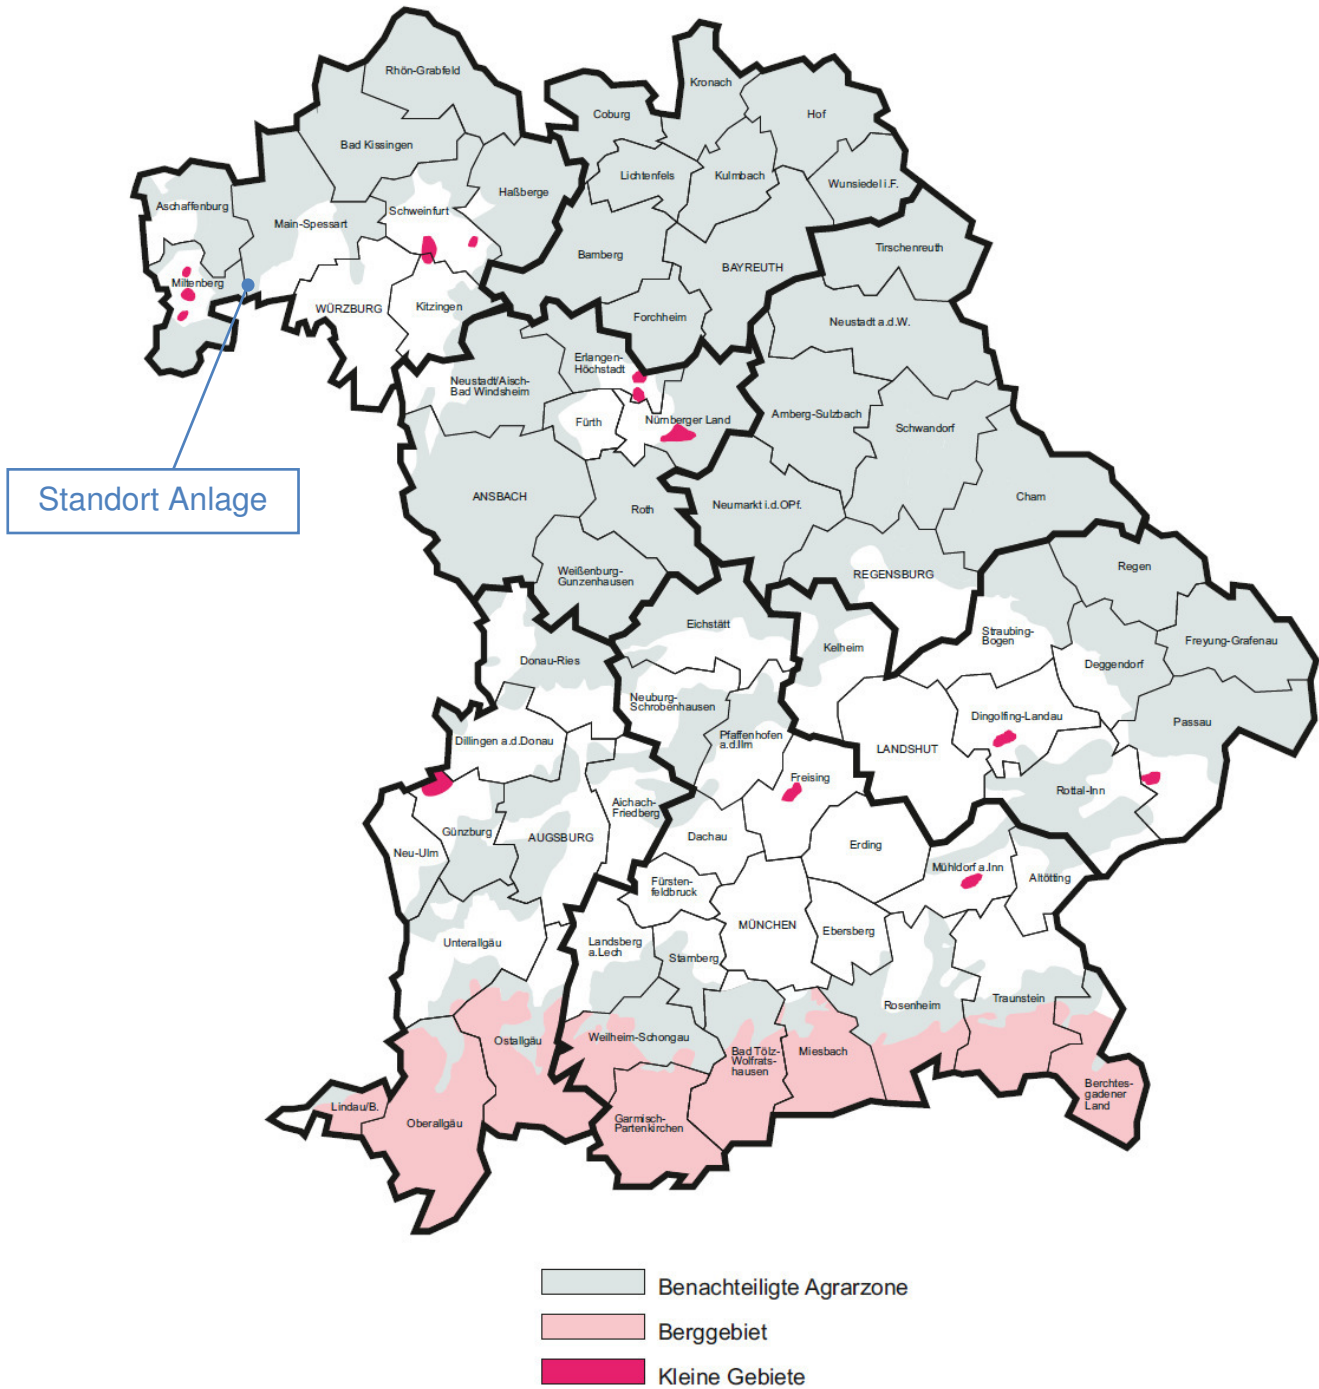 Rhön-Grabfeld
Kronach
Coburg
Hof
Bad Kissingen
Lichtenfels
Kulmbach
Wunsiedel i.F.
Haßberge
Aschaffenburg
Schweinfurt
Main-Spessart
Tirschenreuth
Bamberg
BAYREUTH
Miltenberg
WÜRZBURG
Kitzingen
Forchheim
Neustadt a.d.W.
Erlangen-
Höchstadt
Neustadt/Aisch-
Bad Windsheim
Fürth
Nürnberger Land
Amberg-Sulzbach
Schwandorf
Standort Anlage
ANSBACH
Roth
Neumarkt i.d.OPf.
Cham
Weißenburg-
Gunzenhausen
REGENSBURG
Regen
Eichstätt
Kelheim
Straubing-
Bogen
Deggendorf
Freyung-Grafenau
Donau-Ries
Neuburg-
Schrobenhausen
Dingolfing-Landau
Passau
Dillingen a.d.Donau
Pfaffenhofen
a.d.Ilm
LANDSHUT
Freising
Rottal-Inn
Aichach-
Friedberg
Günzburg
AUGSBURG
Dachau
Erding
Neu-Ulm
Mühldorf a.Inn
Altötting
Fürsten-
feldbruck
MÜNCHEN
Ebersberg
Unterallgäu
Landsberg
a.Lech
Starnberg
Rosenheim
Traunstein
Ostallgäu
Weilheim-Schongau
Bad Tölz-
Wolfrats-
hausen
Miesbach
Berchtes-
gadener
Land
Lindau/B.
Oberallgäu
Garmisch-
Partenkirchen
Benachteiligte Agrarzone
Berggebiet
Kleine Gebiete